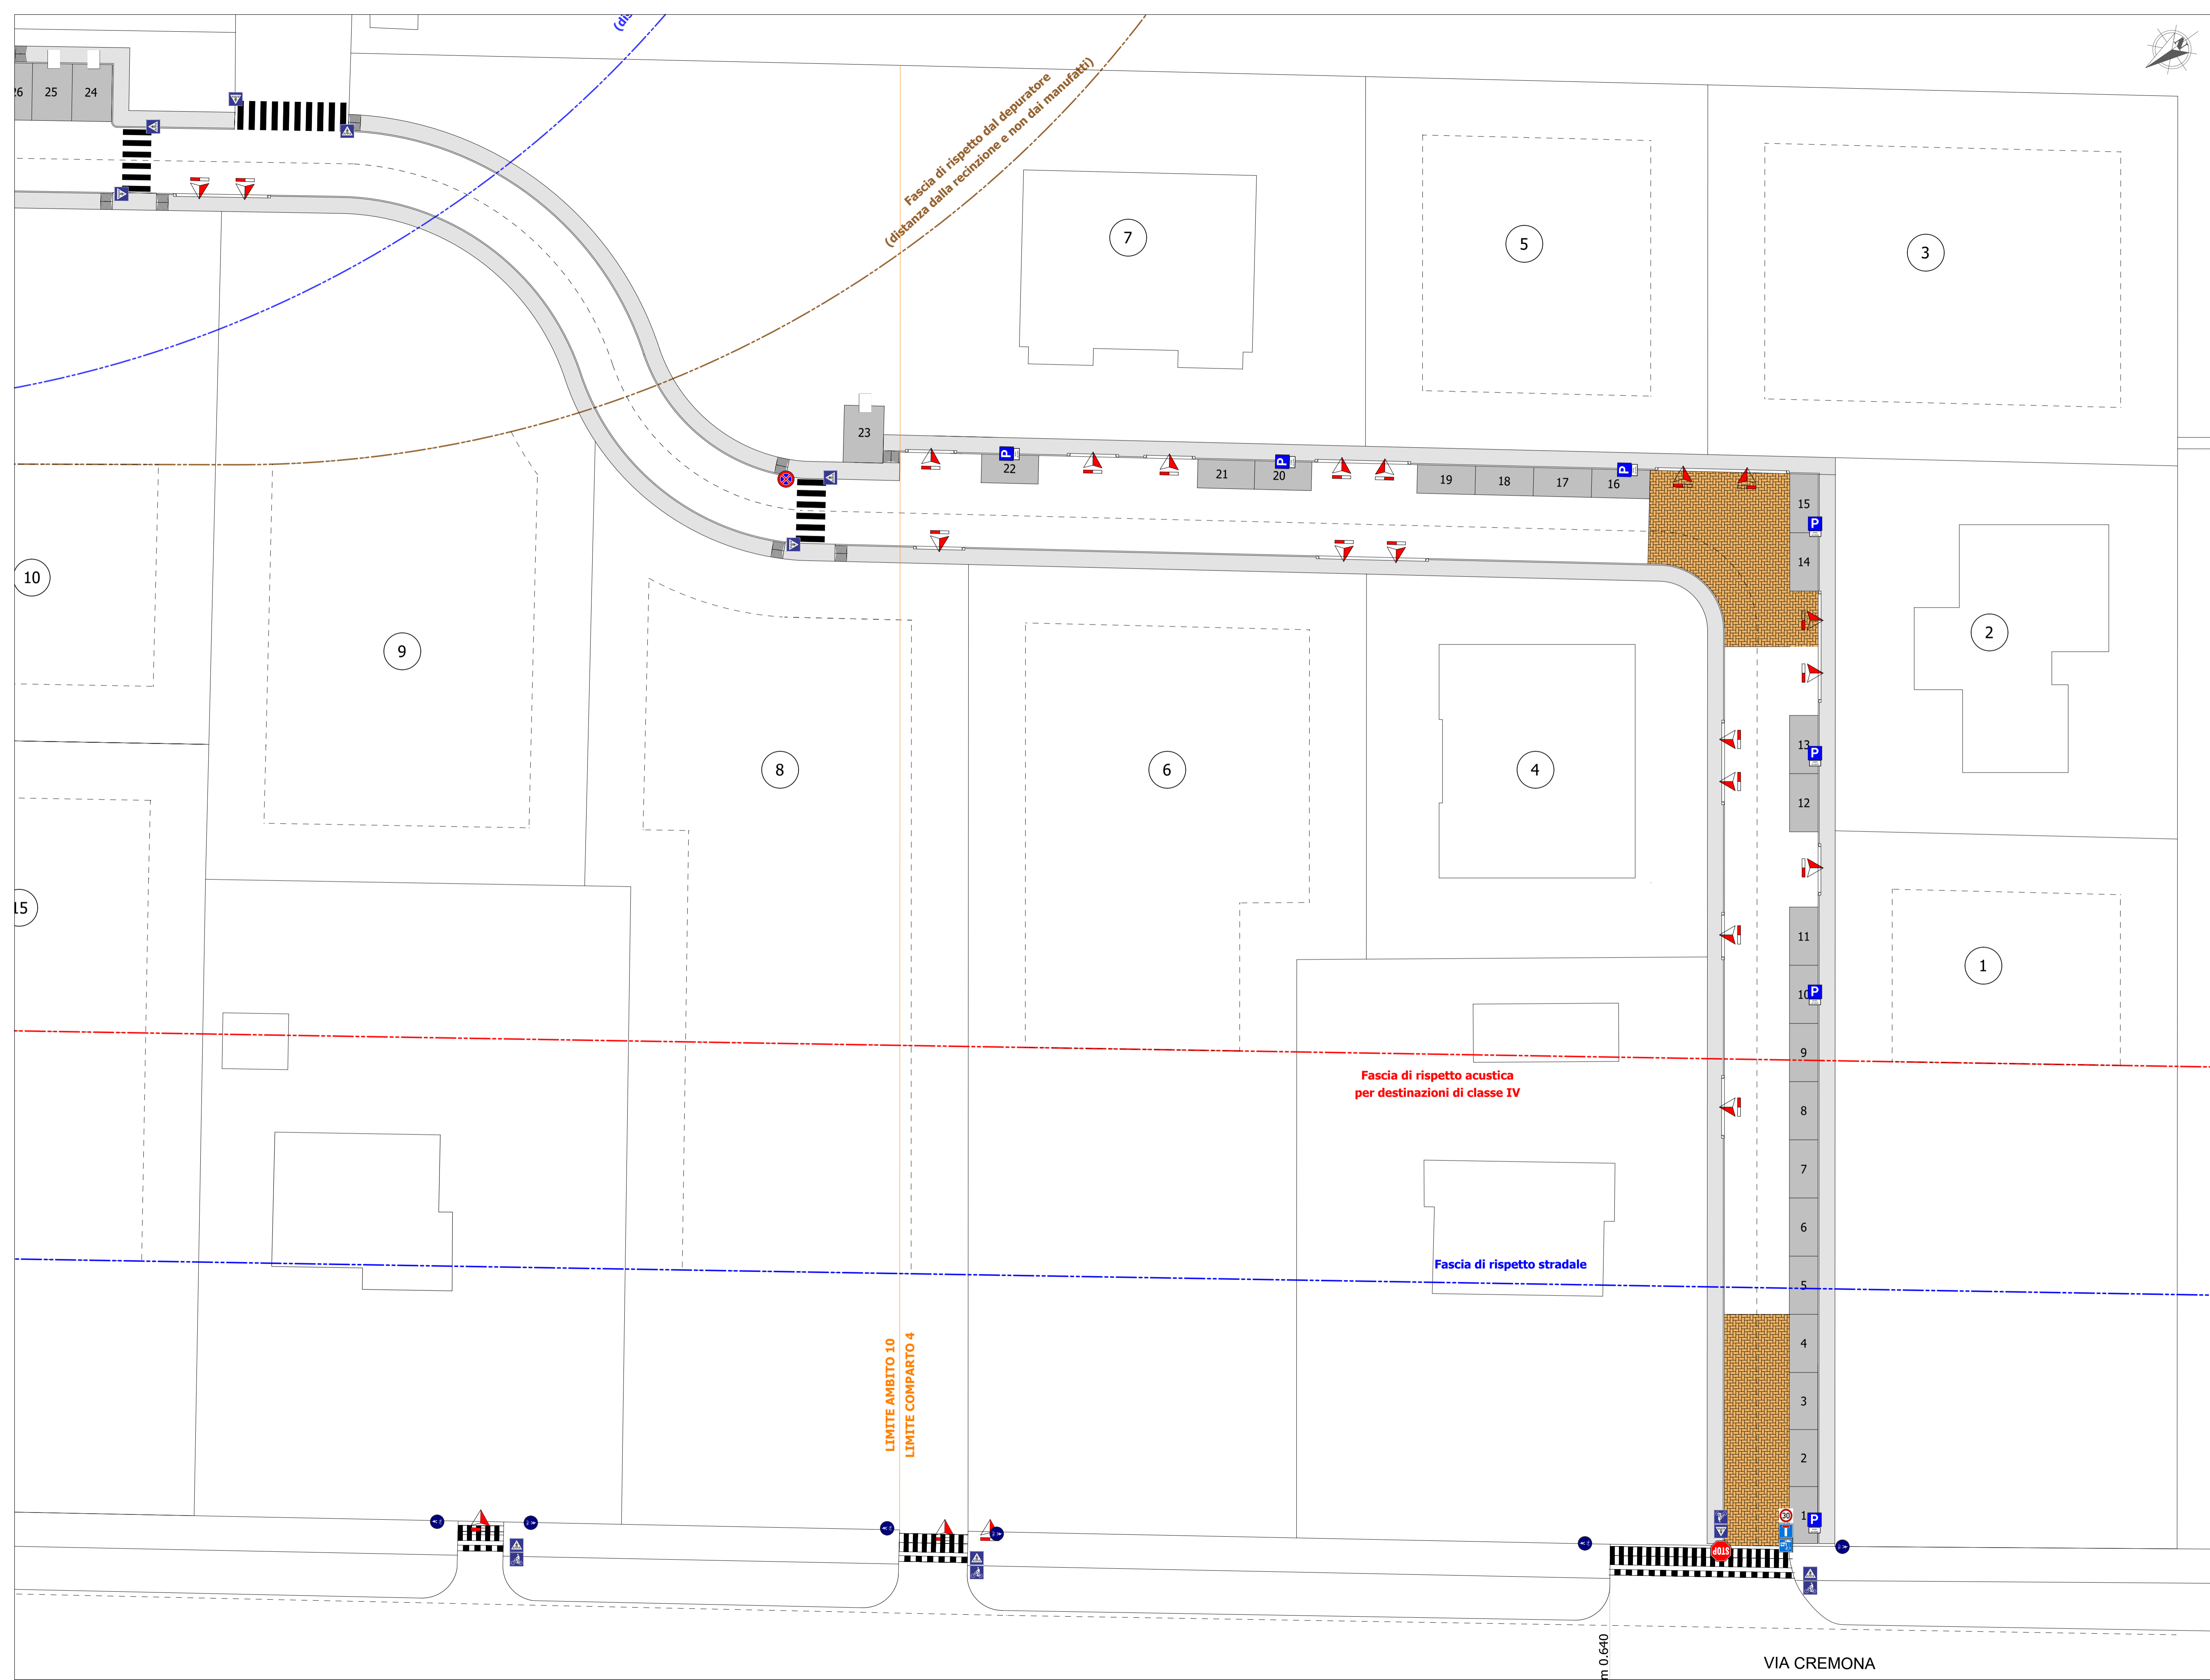 (dis
Fascia di rispetto dal depuratore
(distanza dalla recinzione e non dai manufatti)
26
25
24
7
5
3
23
22
21
20
19
18
17
16
15
14
P
P
P
P
10
9
8
6
4
2
13
P
12
11
10
P
15
1
9
Fascia di rispetto acustica
per destinazioni di classe IV
8
7
6
Fascia di rispetto stradale
5
4
3
2
1
P
LIMITE AMBITO 10
LIMITE COMPARTO 4
30
STOP
m 0.640
VIA CREMONA